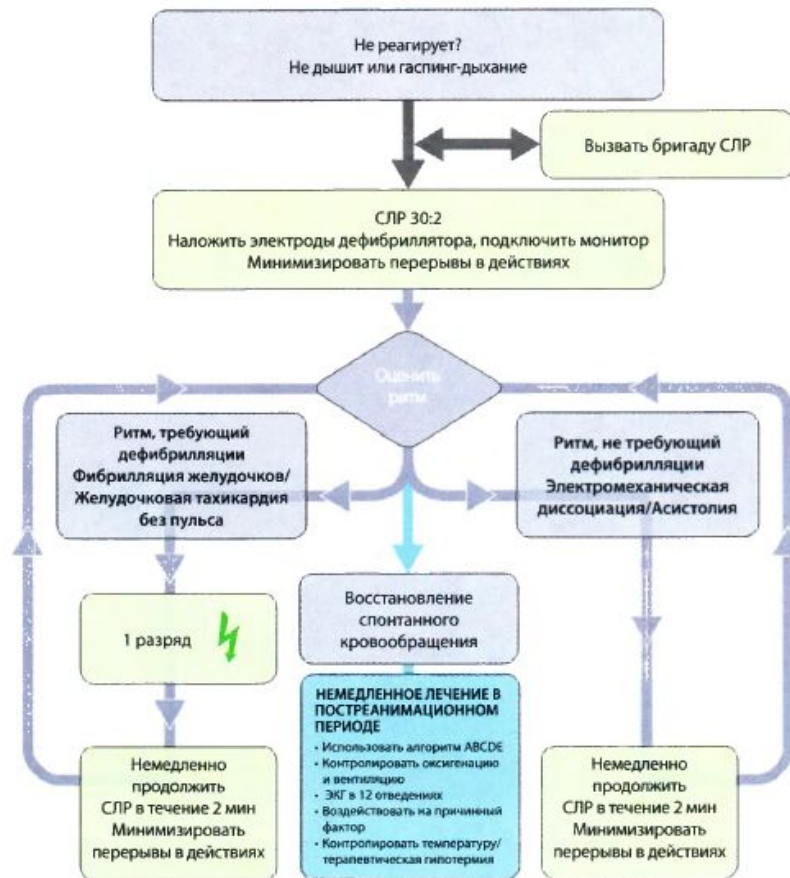 Не реагирует?
Не дышит или гаспинг-дыхание
Вызвать бригаду СЛР
СЛР 30:2
Наложить электроды дефибриллятора, подключить монитор
Минимизировать перерывы в действиях
Оценить
ритм
Ритм, требующий
дефибрилляции
Фибрилляция желудочков/
Желудочковая тахикардия
без пульса
Ритм, не требующий
дефибрилляции
Электромеханическая
диссоциация/Асистолия
1 разряд
Восстановление
спонтанного
кровообращения
НЕМЕДЛЕННОЕ ЛЕЧЕНИЕ В
ПОСТРЕАНИМАЦИОННОМ
ПЕРИОДЕ
• Использовать алгоритм ABCDE
• Контролировать оксигенацию
и вентиляцию
• ЭКГ в 12 отведениях
• Воздействовать на причинный
фактор
• Контролировать температуру/
терапевтическая гипотермия
Немедленно
продолжить
СЛР в течение 2 мин
Минимизировать
перерывы в действиях
Немедленно
продолжить
СЛР в течение 2 мин
Минимизировать
перерывы в действиях